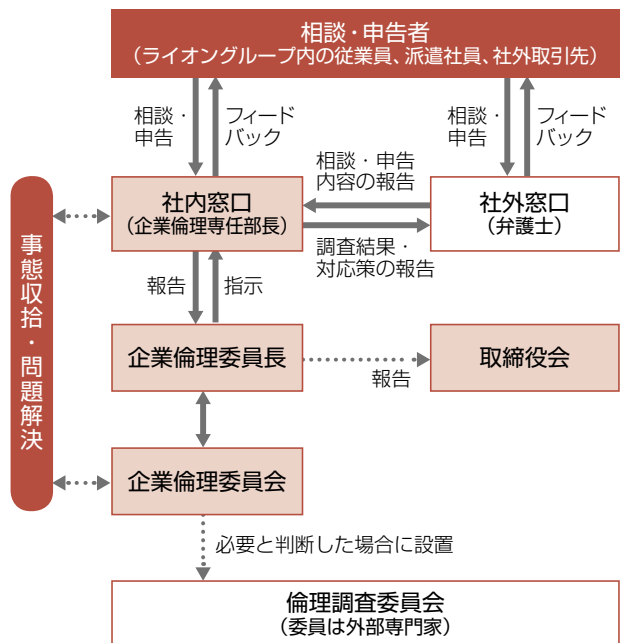 相談・申告者
（ライオングループ内の従業員、派遣社員、社外取引先）
相談・
申告
フィード
バック
相談・
申告
フィード
バック
相談・申告
内容の報告
社内窓口
（企業倫理専任部長）
社外窓口
（弁護士）
調査結果・
対応策の報告
事態収拾・問題解決
報告
指示
企業倫理委員長
報告
取締役会
企業倫理委員会
必要と判断した場合に設置
倫理調査委員会
（委員は外部専門家）